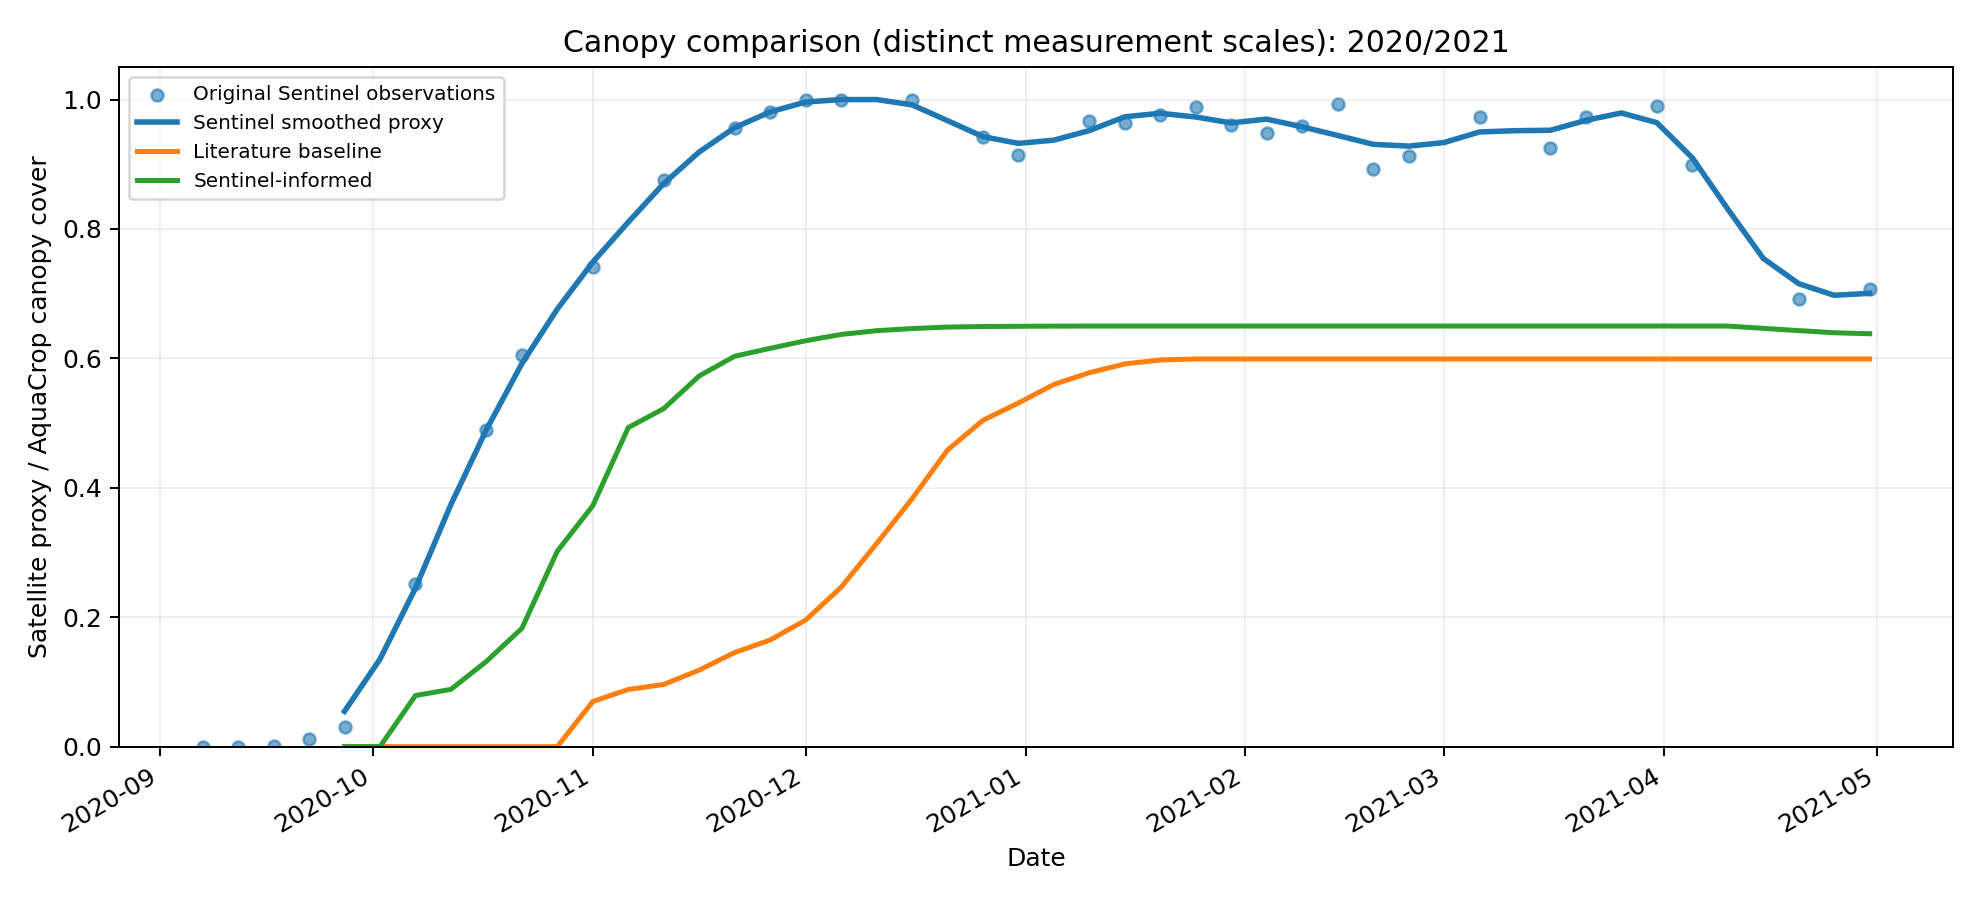 Canopy comparison (distinct measurement scales): 2020/2021
Original Sentinel observations
Sentinel smoothed proxy
Literature baseline
Sentinel-informed
Satellite proxy / AquaCrop canopy cover
1.0
0.8
0.6
0.4
0.2
0.0
2020-09
2020-10
2020-11
2020-12
2021-01
2021-02
2021-03
2021-04
2021-05
Date